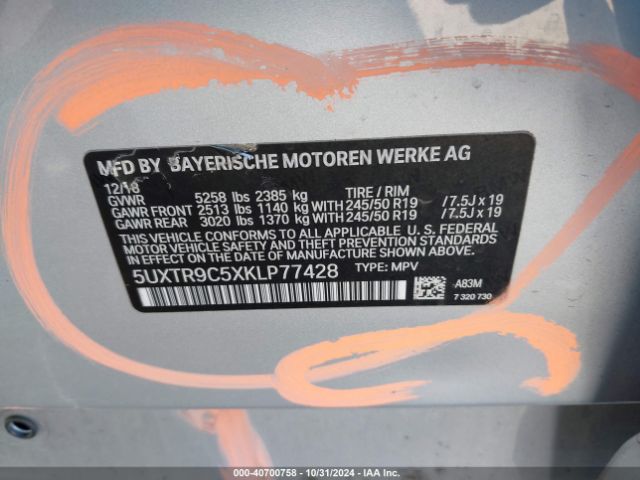 MFD BY BAYERISCHE MOTOREN WERKE AG
12/18
GVWR 5258 lbs 2385 kg TIRE / RIM
GAWR FRONT 2513 lbs 1140 kg WITH 245/50 R19 /7.5J x 19
GAWR REAR 3020 lbs 1370 kg WITH 245/50 R19 /7.5J x 19
THIS VEHICLE CONFORMS TO ALL APPLICABLE U. S. FEDERAL
MOTOR VEHICLE SAFETY STANDARDS
IN EFFECT ON THE DATE OF MANUFACTURE SHOWN ABOVE.
5UXTR9C5XKLP77428 TYPE: MPV
A83M
7 320 730
000-40700758 - 10/31/2024 - IAA Inc.